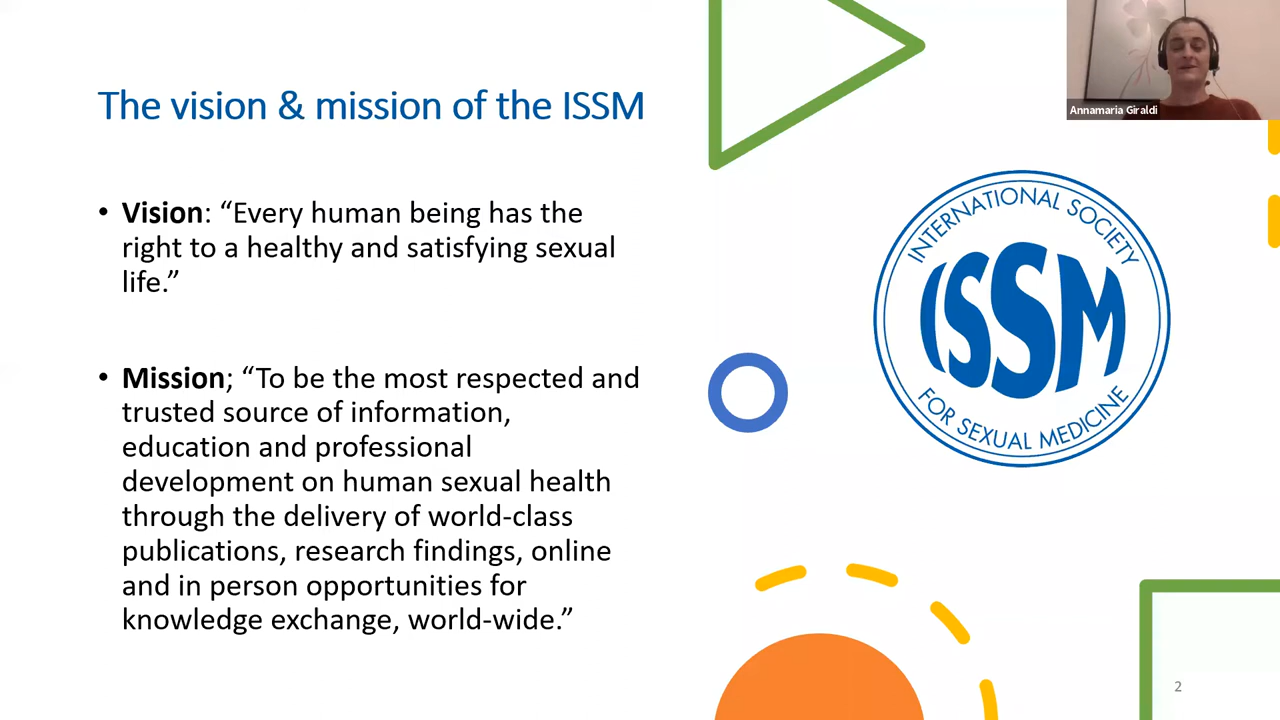 The vision & mission of the ISSM
• Vision: “Every human being has the
right to a healthy and satisfying sexual
life.”
• Mission; “To be the most respected and
trusted source of information,
education and professional
development on human sexual health
through the delivery of world-class
publications, research findings, online
and in person opportunities for
knowledge exchange, world-wide.”
Annamaria Giraldi
INTERNATIONAL SOCIETY
ISSM
FOR SEXUAL MEDICINE
2